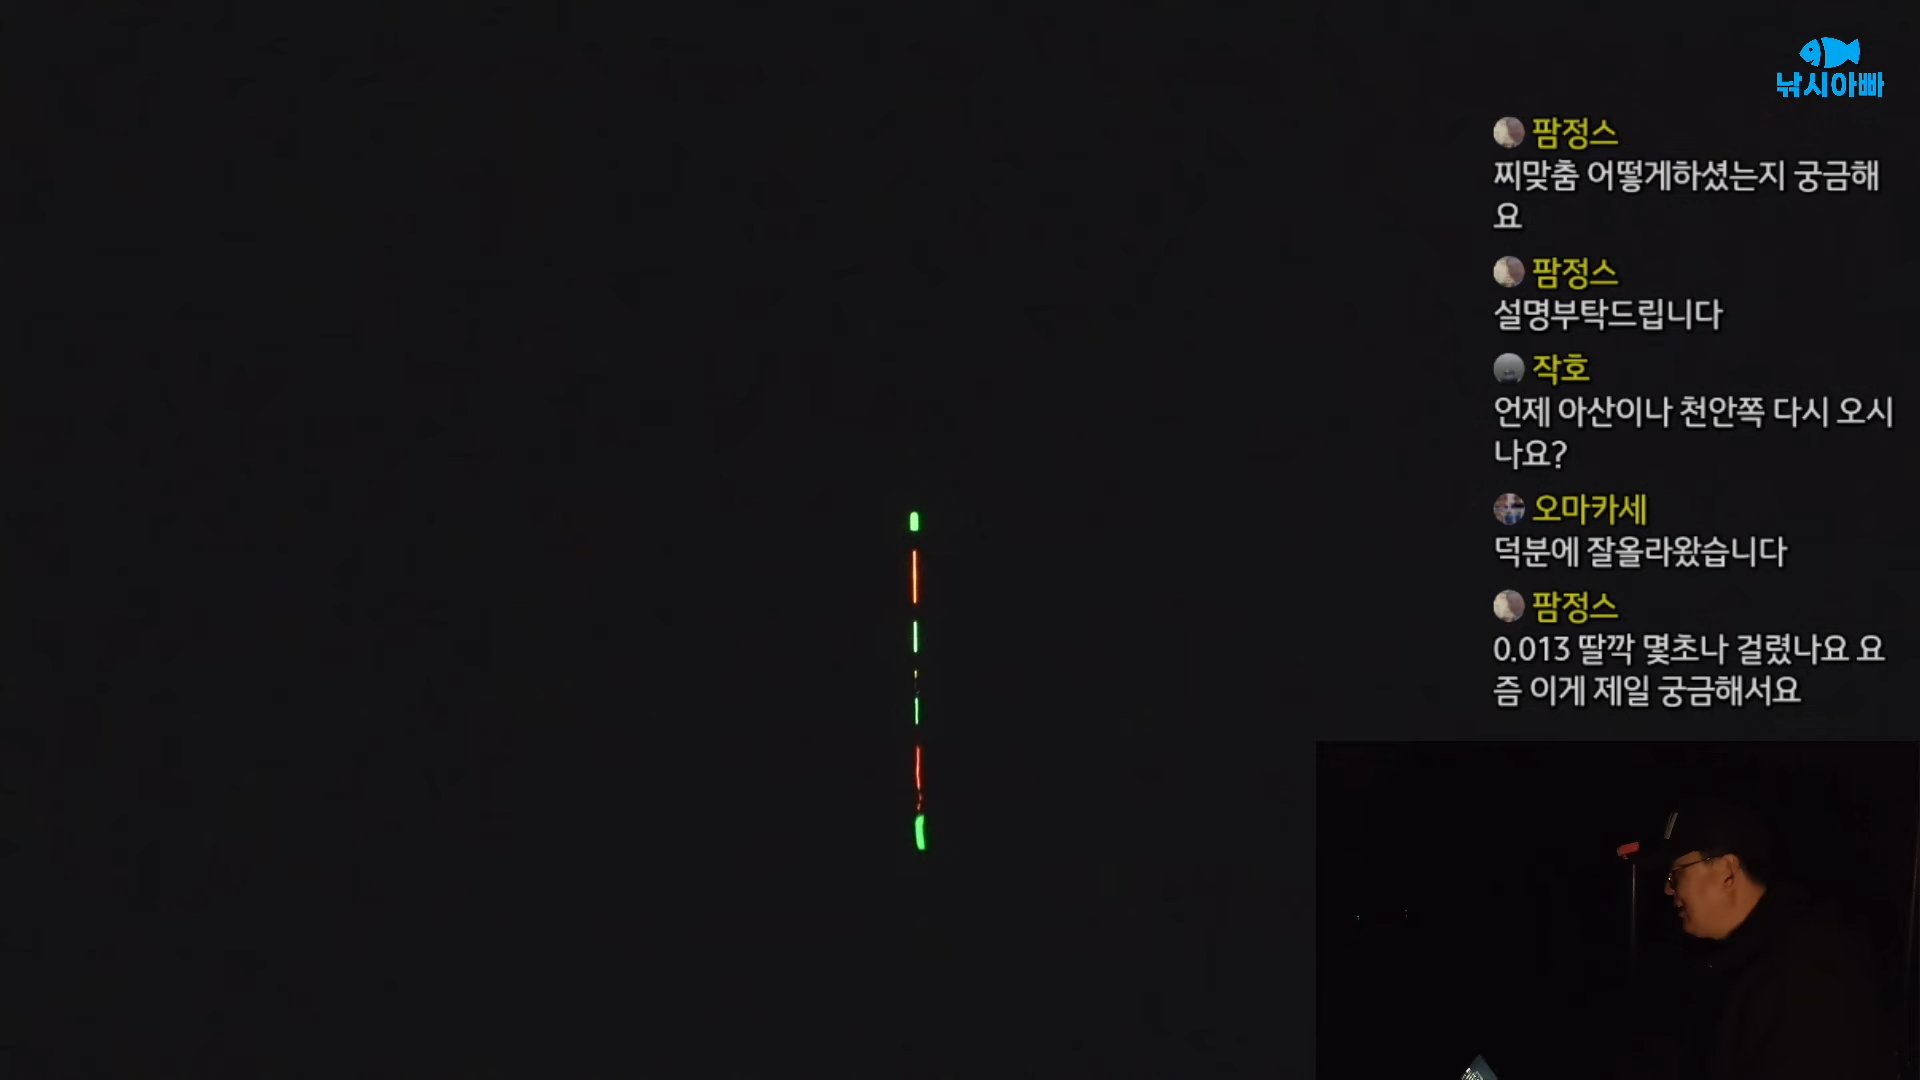 낚시아빠
팜정스
찌맞춤 어떻게하셨는지 궁금해
요
팜정스
설명부탁드립니다
작호
언제 아산이나 천안쪽 다시 오시
나요?
오마카세
덕분에 잘올라왔습니다
팜정스
0.013 딸깍 몇초나 걸렸나요 요
즘 이게 제일 궁금해서요